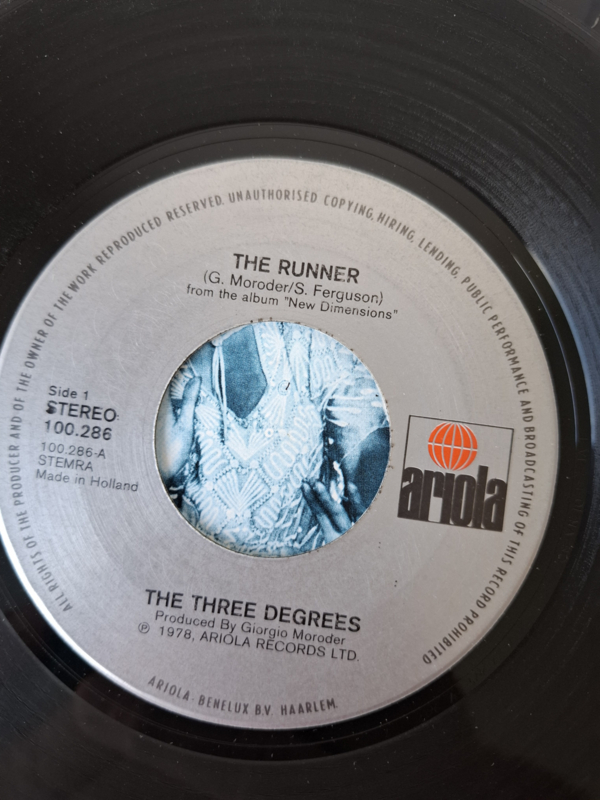 ALL RIGHTS OF THE PRODUCER AND OF THE OWNER OF THE WORK REPRODUCED RESERVED. UNAUTHORISED COPYING, HIRING, LENDING, PUBLIC PERFORMANCE AND BROADCASTING OF THIS RECORD PROHIBITED
THE RUNNER
(G. Moroder/S. Ferguson)
from the album "New Dimensions"
Side 1
STEREO
100.286
100.286-A
STEMRA
Made in Holland
ariola
THE THREE DEGREES
Produced By Giorgio Moroder
℗ 1978, ARIOLA RECORDS LTD.
ARIOLA - BENELUX B.V. HAARLEM.